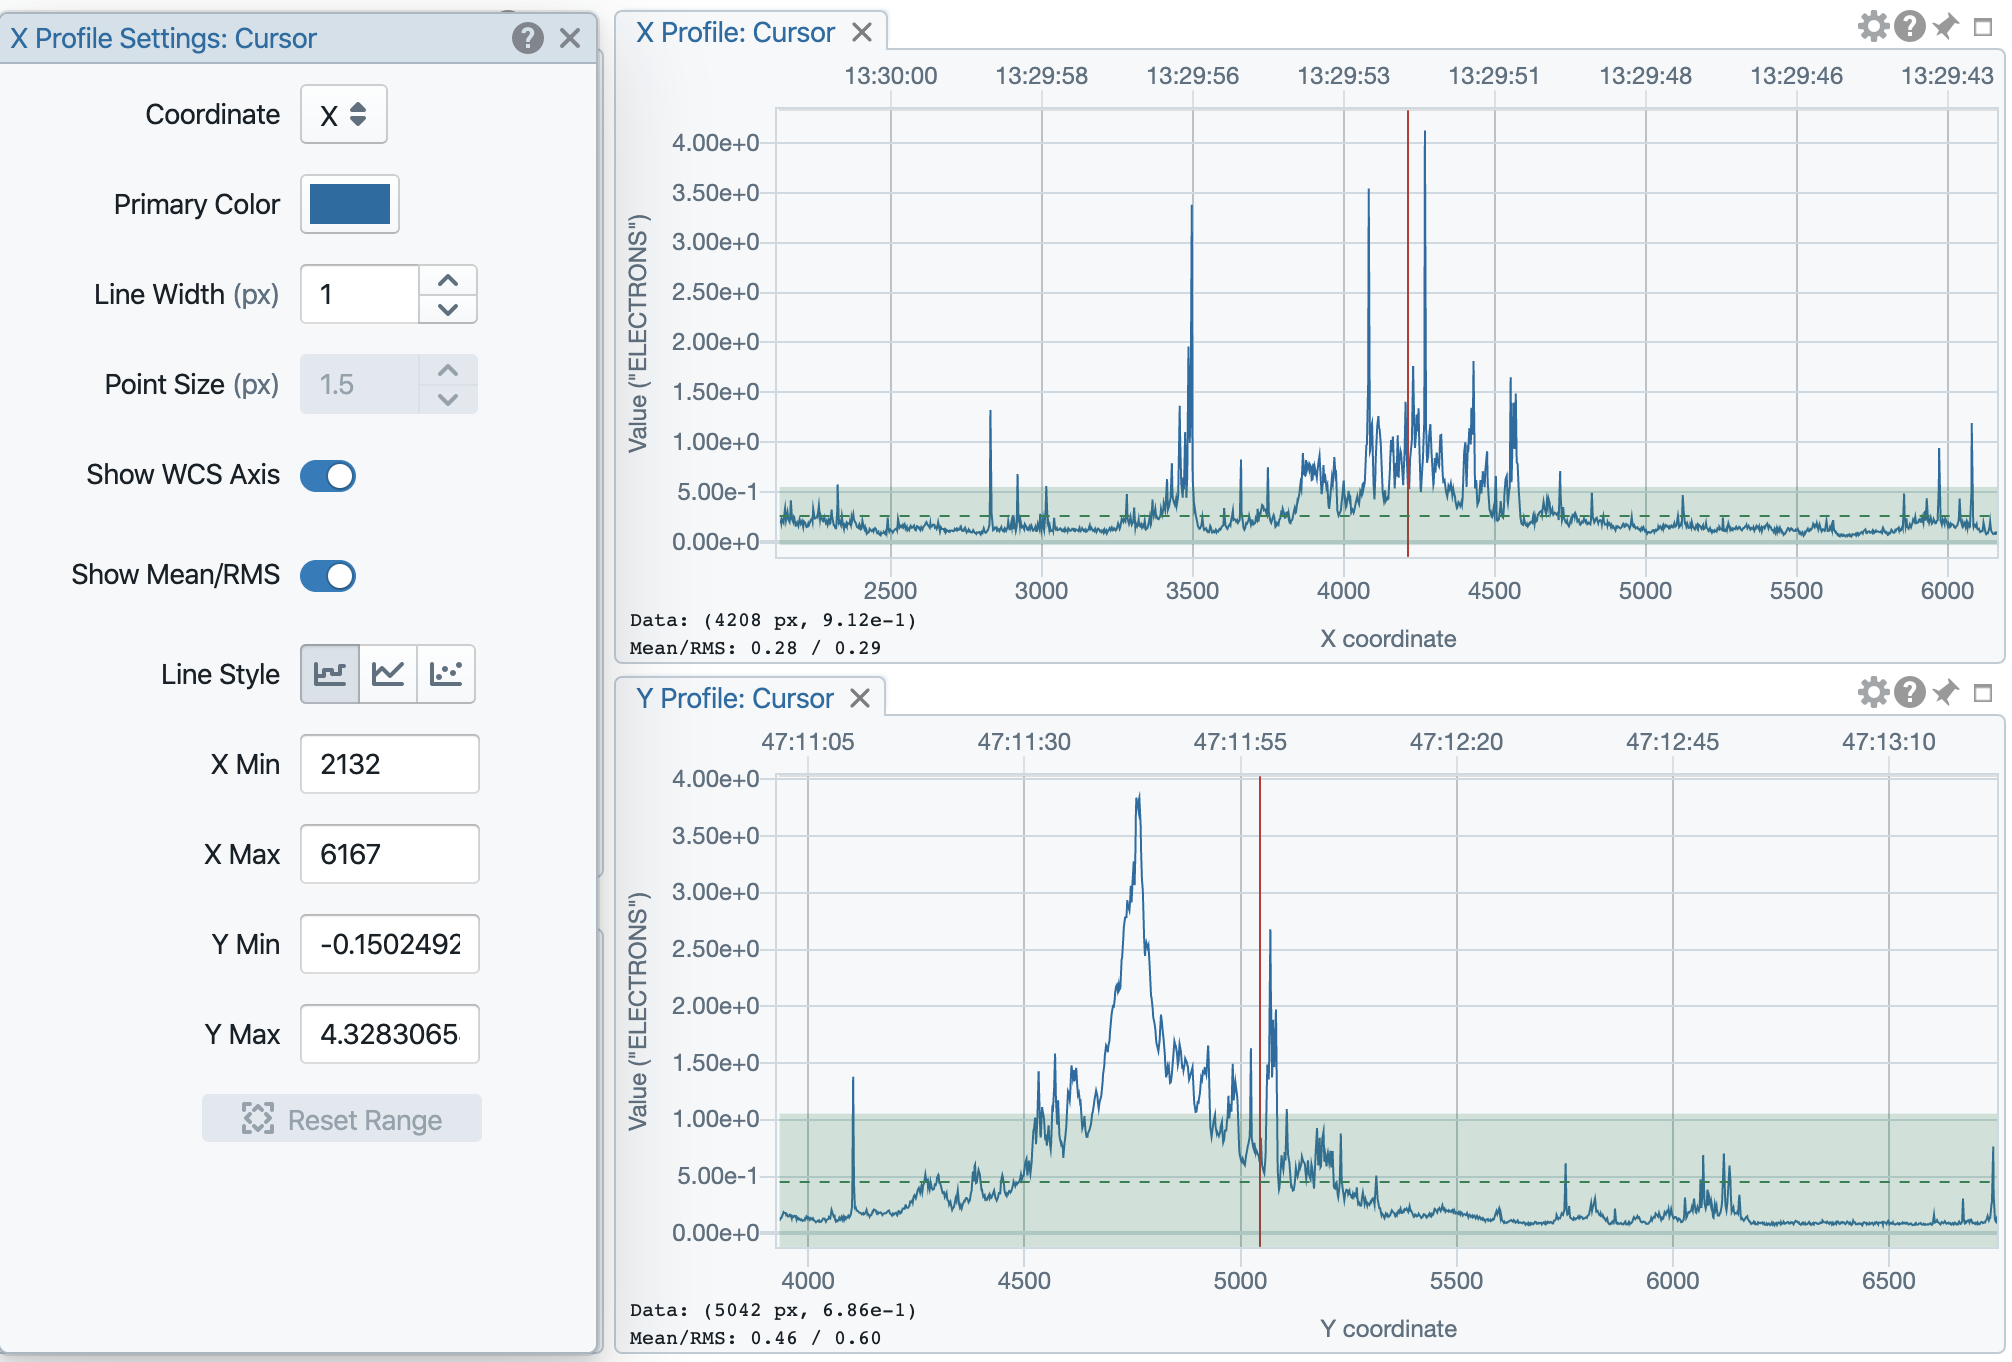 X Profile Settings: Cursor
Coordinate X
Primary Color
Line Width (px) 1
Point Size (px) 1.5
Show WCS Axis
Show Mean/RMS
Line Style
X Min 2132
X Max 6167
Y Min -0.1502492
Y Max 4.3283065
Reset Range
X Profile: Cursor
13:30:00 13:29:58 13:29:56 13:29:53 13:29:51 13:29:48 13:29:46 13:29:43
Value ("ELECTRONS")
4.00e+0
3.50e+0
3.00e+0
2.50e+0
2.00e+0
1.50e+0
1.00e+0
5.00e-1
0.00e+0
2500 3000 3500 4000 4500 5000 5500 6000
Data: (4208 px, 9.12e-1)
X coordinate
Mean/RMS: 0.28 / 0.29
Y Profile: Cursor
47:11:05 47:11:30 47:11:55 47:12:20 47:12:45 47:13:10
Value ("ELECTRONS")
4.00e+0
3.50e+0
3.00e+0
2.50e+0
2.00e+0
1.50e+0
1.00e+0
5.00e-1
0.00e+0
4000 4500 5000 5500 6000 6500
Data: (5042 px, 6.86e-1)
Y coordinate
Mean/RMS: 0.46 / 0.60